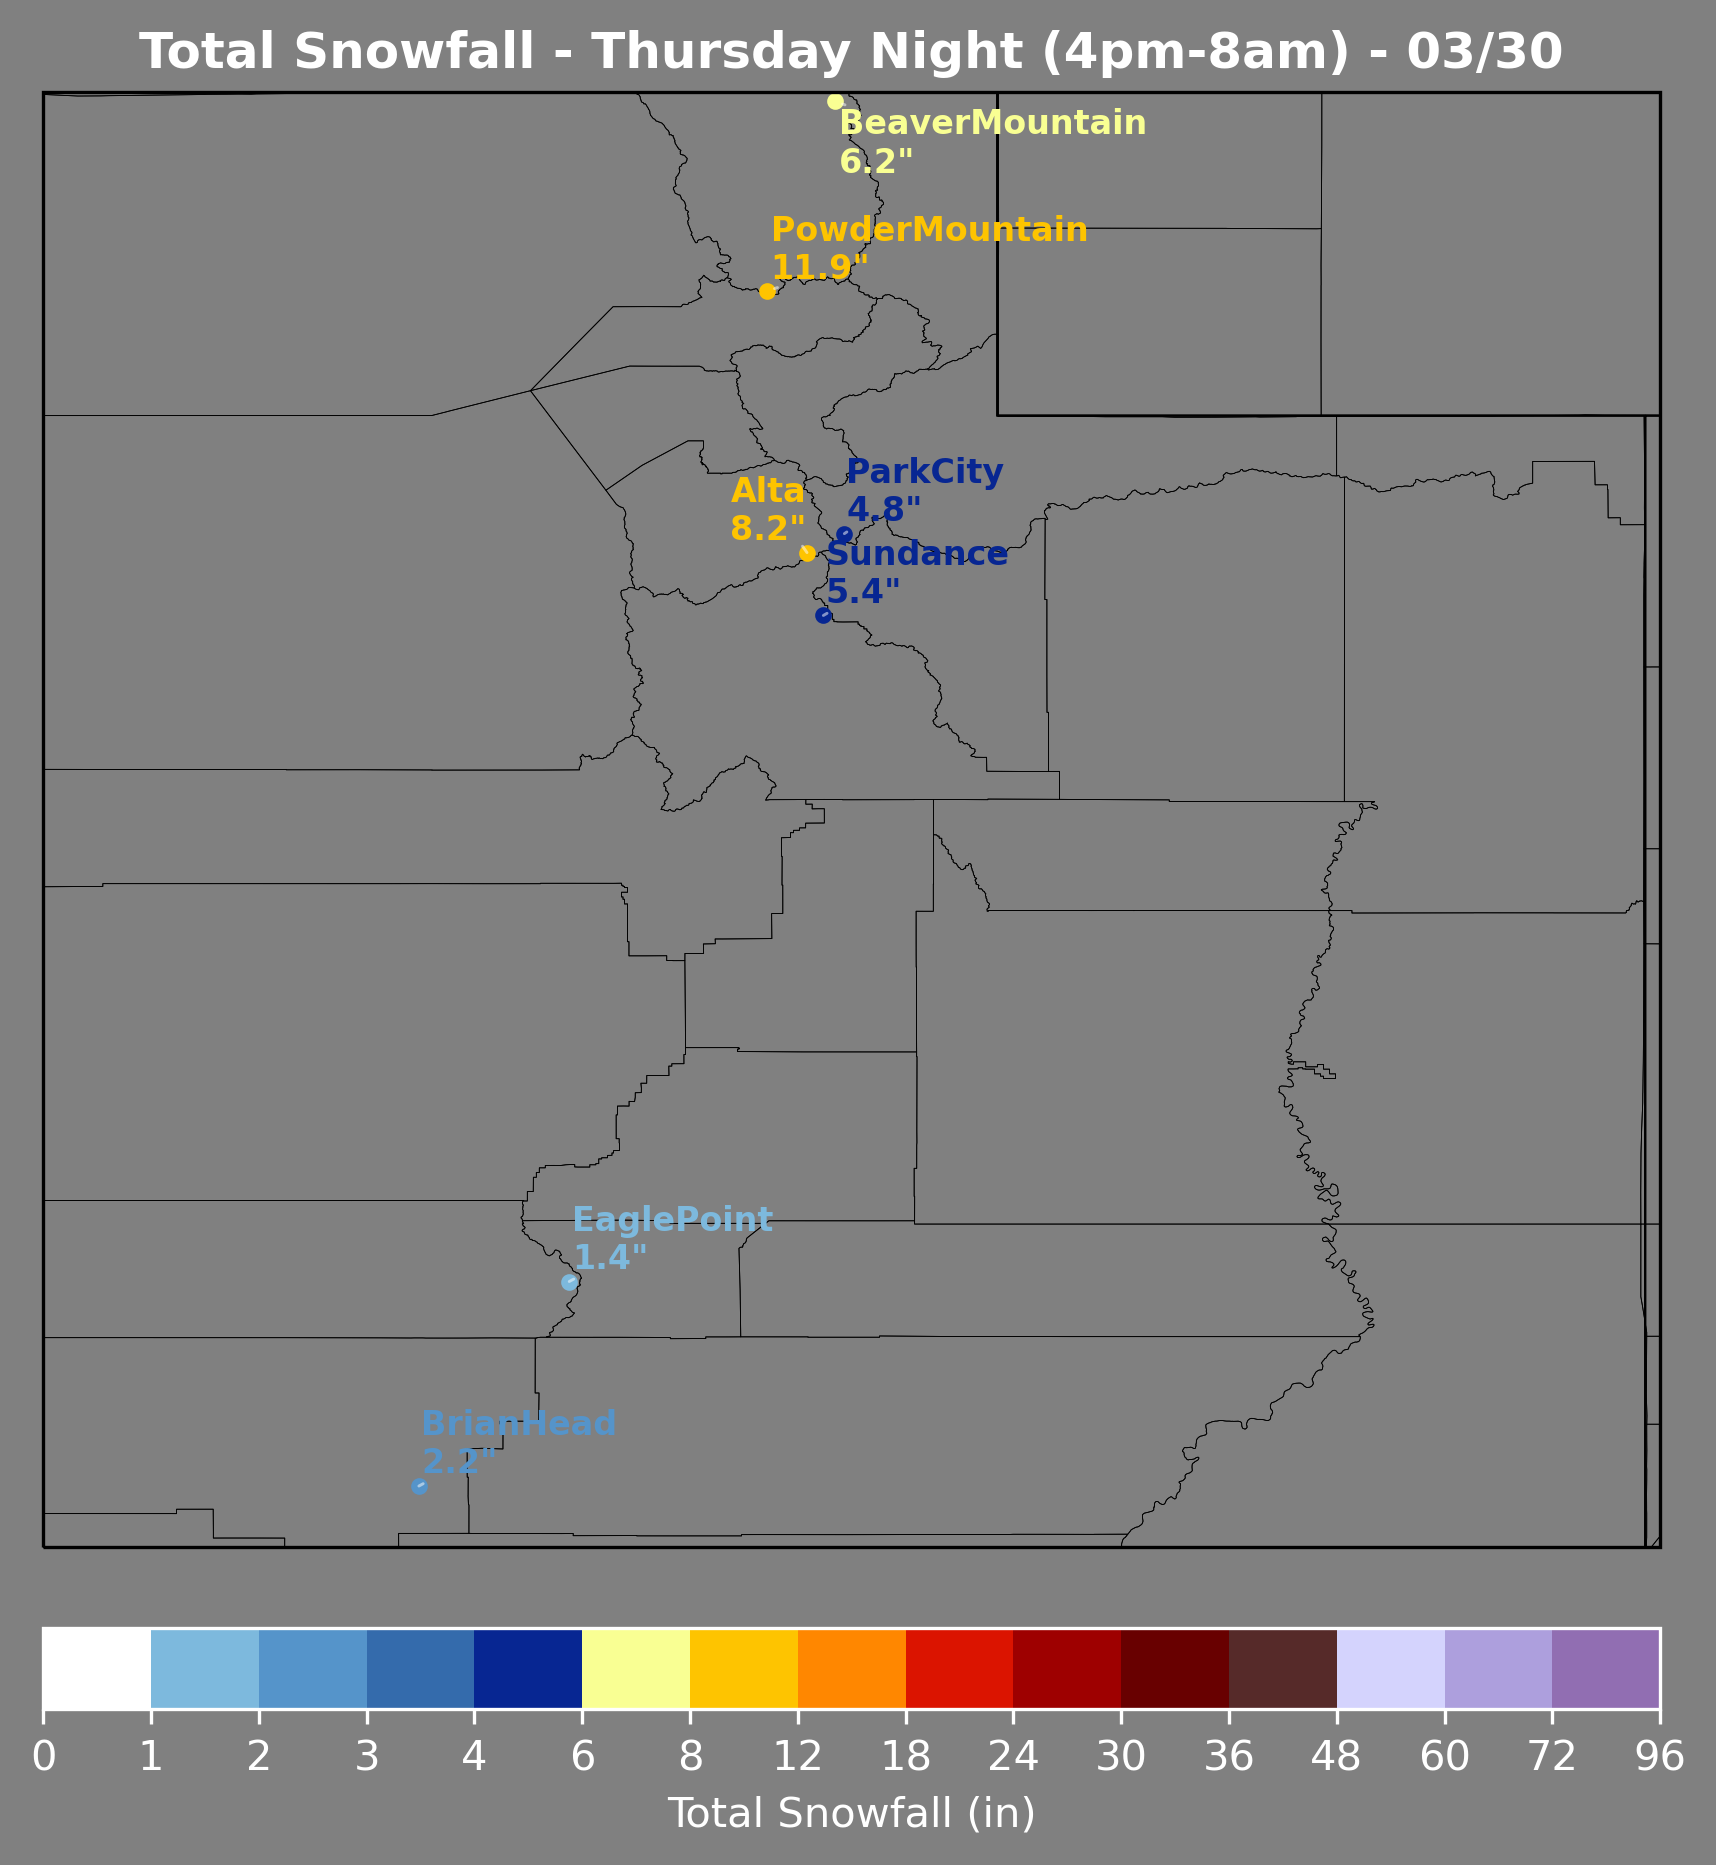 Total Snowfall - Thursday Night (4pm-8am) - 03/30
BeaverMountain
6.2"
PowderMountain
11.9"
ParkCity
4.8"
Alta
8.2"
Sundance
5.4"
EaglePoint
1.4"
BrianHead
2.2"
0 1 2 3 4 6 8 12 18 24 30 36 48 60 72 96
Total Snowfall (in)